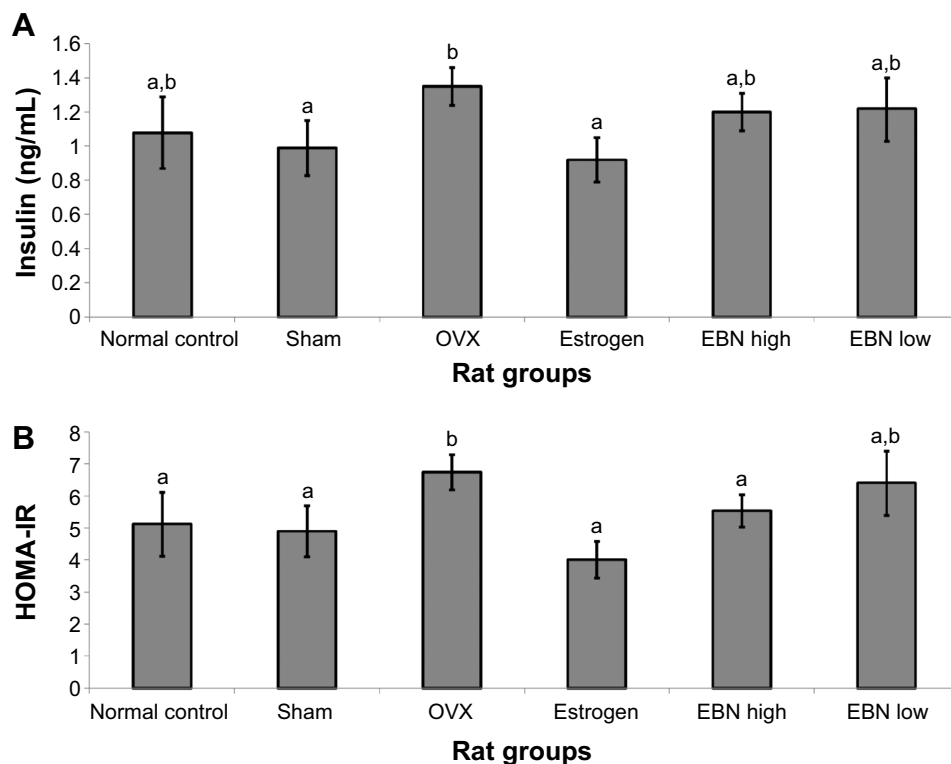 A
Insulin (ng/mL)
1.6
1.4
1.2
1
0.8
0.6
0.4
0.2
0
a,b
a
b
a
a,b
a,b
Normal control Sham OVX Estrogen EBN high EBN low
Rat groups
B
HOMA-IR
8
7
6
5
4
3
2
1
0
a
a
b
a
a
a,b
Normal control Sham OVX Estrogen EBN high EBN low
Rat groups